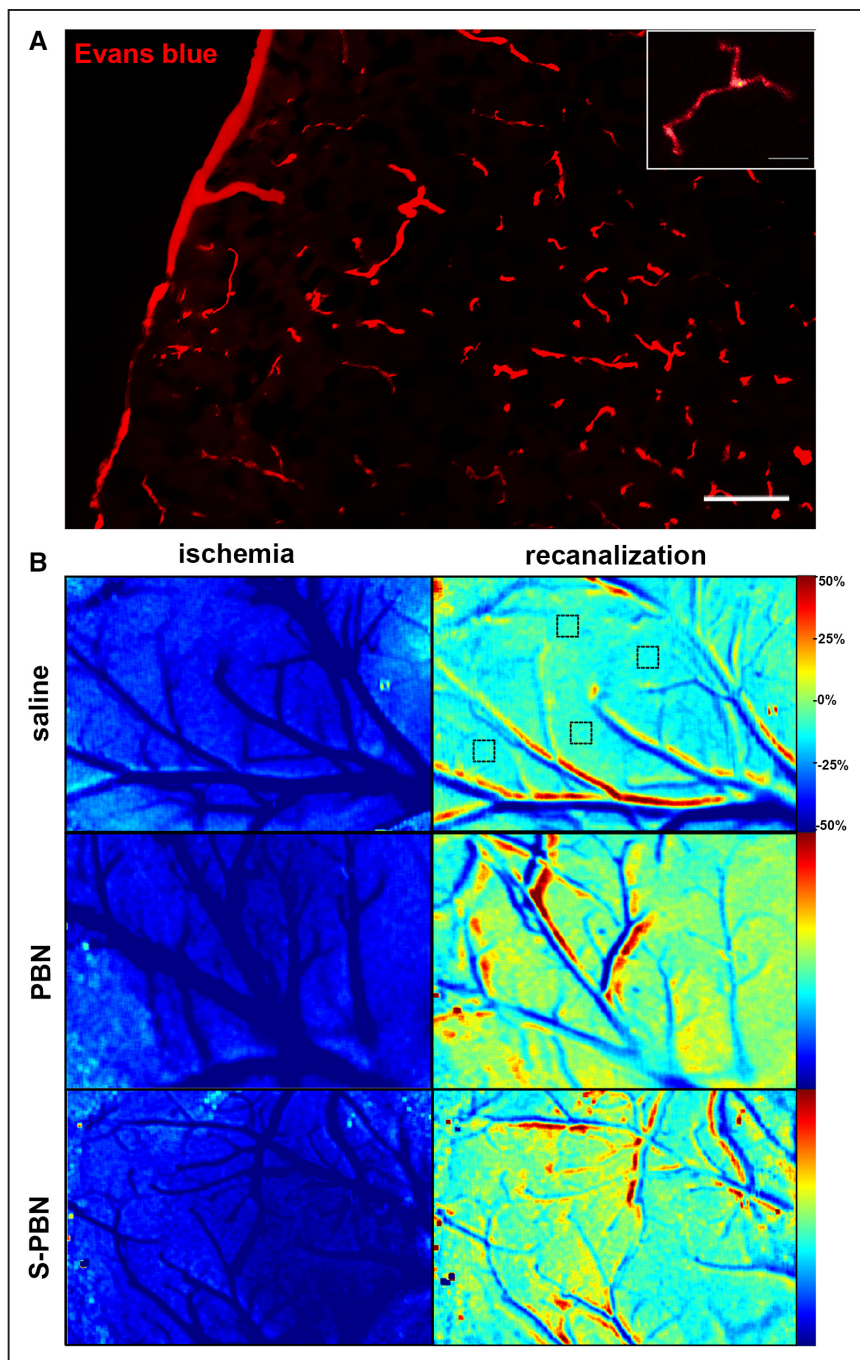 A
Evans blue
B
ischemia
recanalization
saline
50%
25%
0%
-25%
-50%
PBN
S-PBN